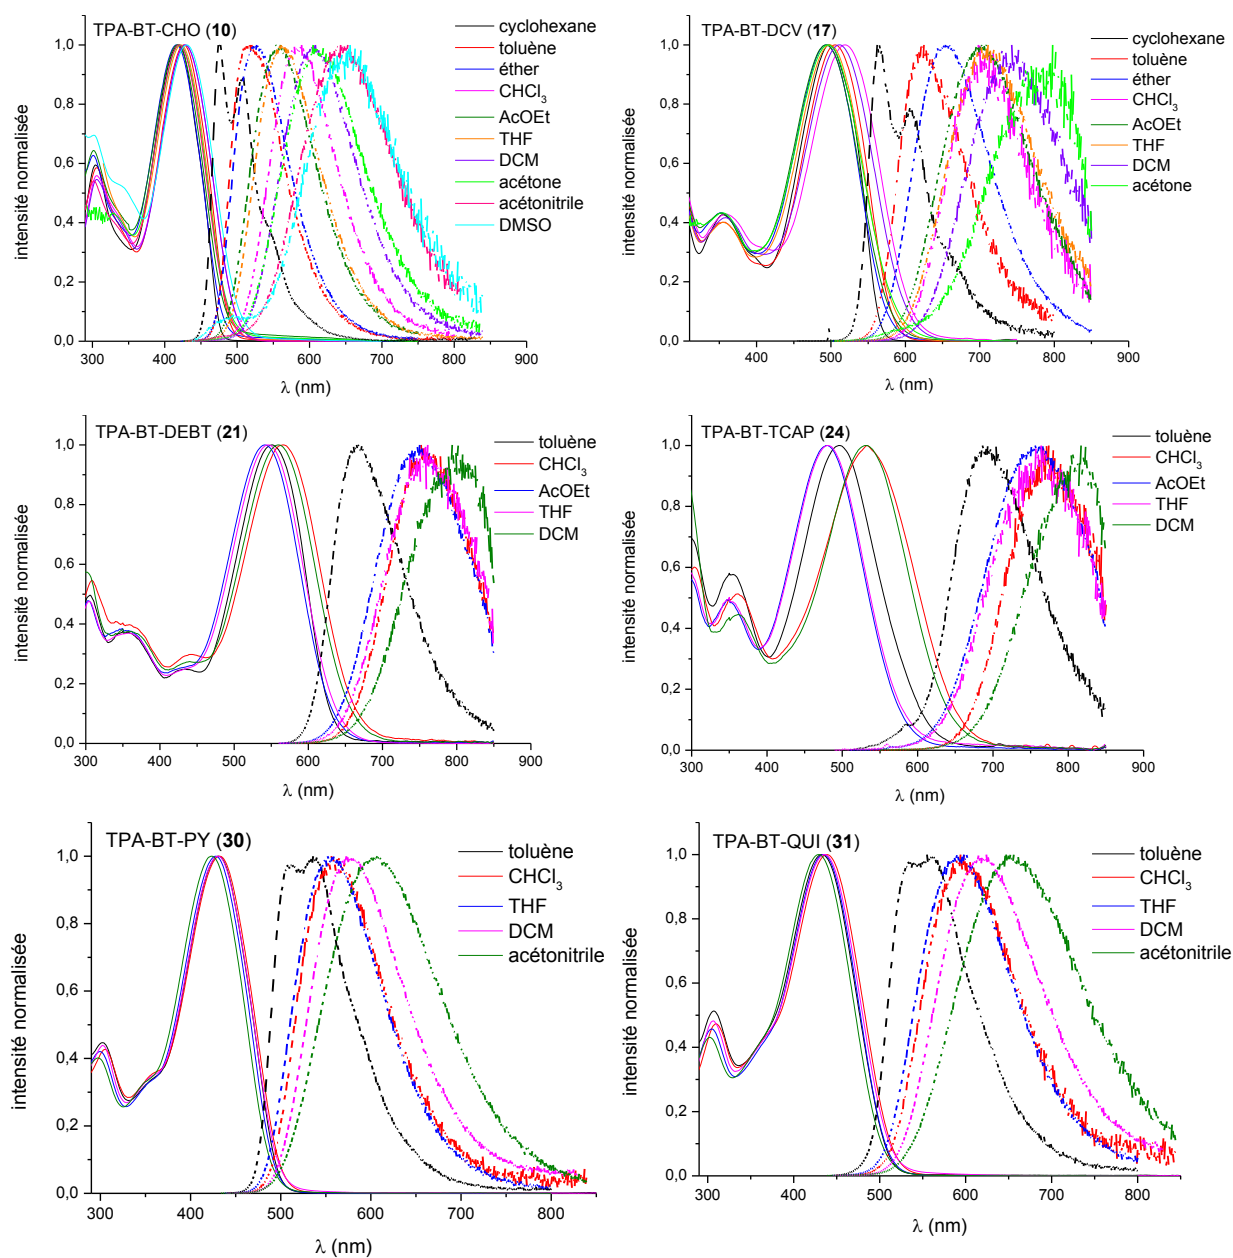 TPA-BT-CHO (10)
cyclohexane
toluène
éther
CHCl3
AcOEt
THF
DCM
acétone
acétonitrile
DMSO
intensité normalisée
1,0
0,8
0,6
0,4
0,2
0,0
300 400 500 600 700 800 900
λ (nm)
TPA-BT-DCV (17)
cyclohexane
toluène
éther
CHCl3
AcOEt
THF
DCM
acétone
intensité normalisée
1,0
0,8
0,6
0,4
0,2
0,0
400 500 600 700 800 900
λ (nm)
TPA-BT-DEBT (21)
toluène
CHCl3
AcOEt
THF
DCM
intensité normalisée
1,0
0,8
0,6
0,4
0,2
0,0
300 400 500 600 700 800 900
λ (nm)
TPA-BT-TCAP (24)
toluène
CHCl3
AcOEt
THF
DCM
intensité normalisée
1,0
0,8
0,6
0,4
0,2
0,0
300 400 500 600 700 800 900
λ (nm)
TPA-BT-PY (30)
toluène
CHCl3
THF
DCM
acétonitrile
intensité normalisée
1,0
0,8
0,6
0,4
0,2
0,0
300 400 500 600 700 800
λ (nm)
TPA-BT-QUI (31)
toluène
CHCl3
THF
DCM
acétonitrile
intensité normalisée
1,0
0,8
0,6
0,4
0,2
0,0
300 400 500 600 700 800
λ (nm)